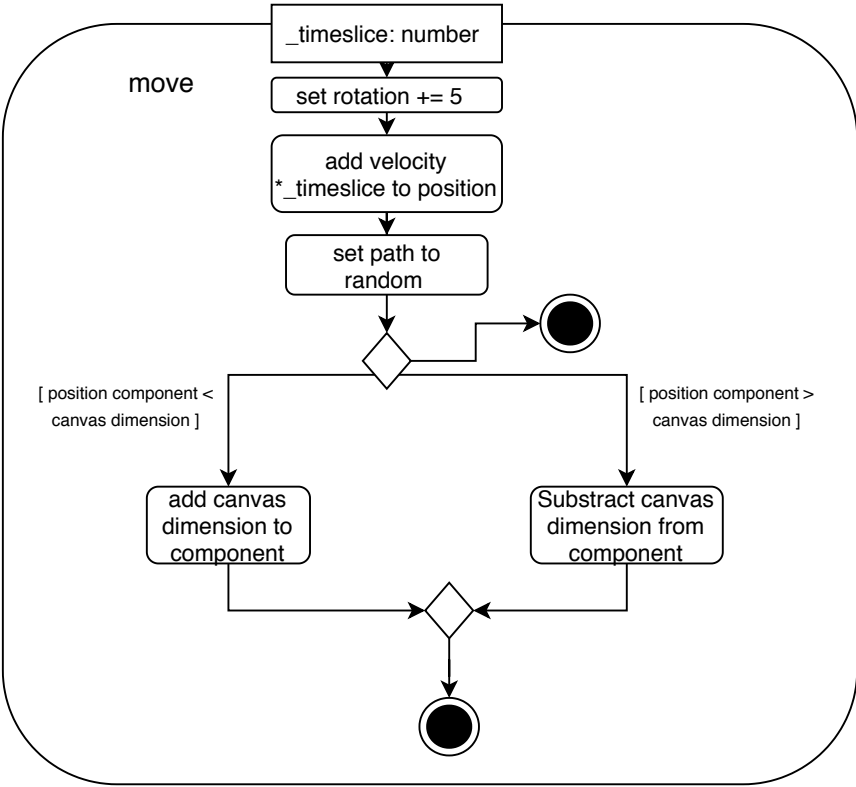 _timeslice: number
move
set rotation += 5
add velocity
*_timeslice to position
set path to
random
[ position component <
canvas dimension ]
[ position component >
canvas dimension ]
add canvas
dimension to
component
Substract canvas
dimension from
component